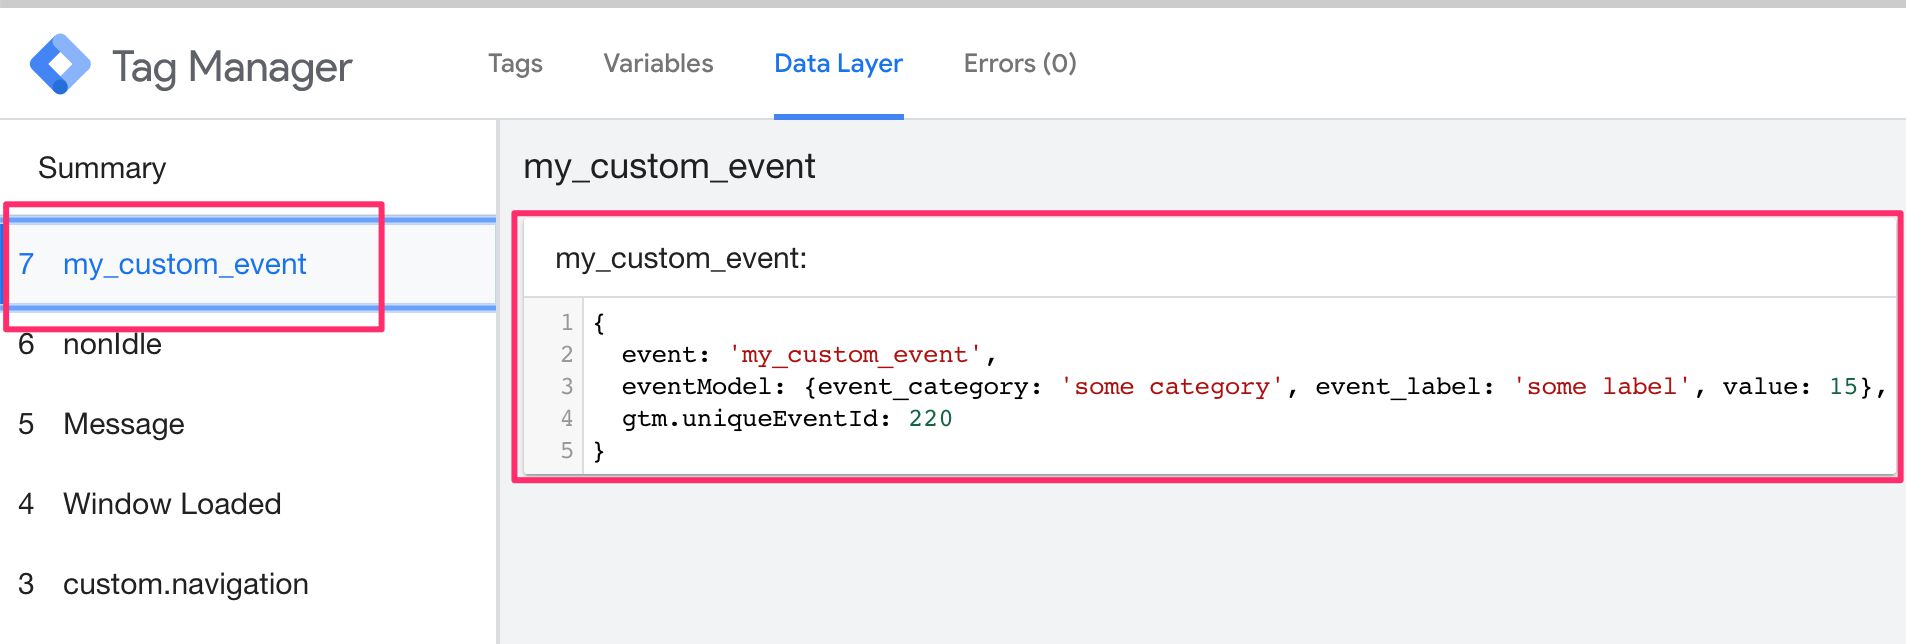 Tag Manager
Tags
Variables
Data Layer
Errors (0)
Summary
7 my_custom_event
6 nonIdle
5 Message
4 Window Loaded
3 custom.navigation
my_custom_event
my_custom_event:
1 {
2 event: 'my_custom_event',
3 eventModel: {event_category: 'some category', event_label: 'some label', value: 15},
4 gtm.uniqueEventId: 220
5 }